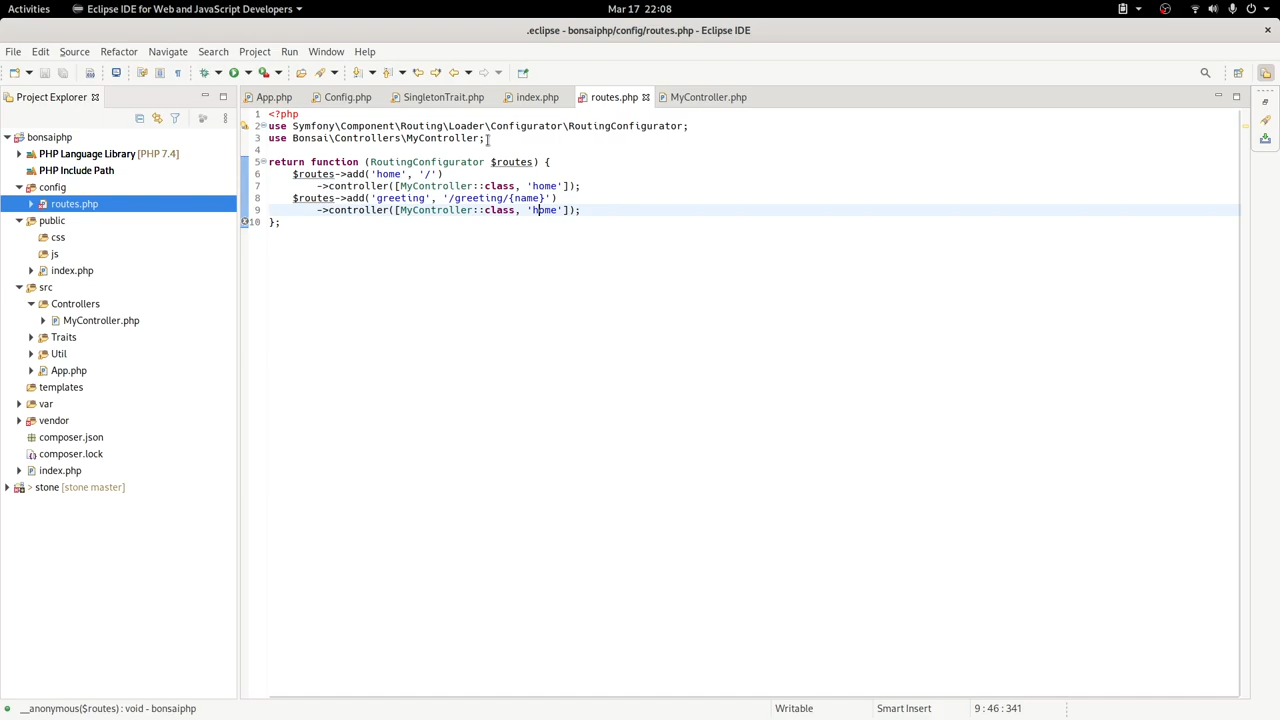 Activities
Eclipse IDE for Web and JavaScript Developers
Mar 17 22:08
.eclipse - bonsaiphp/config/routes.php - Eclipse IDE
File Edit Source Refactor Navigate Search Project Run Window Help
Project Explorer
App.php Config.php SingletonTrait.php index.php routes.php MyController.php
bonsaiphp
PHP Language Library [PHP 7.4]
PHP Include Path
config
routes.php
public
css
js
index.php
src
Controllers
MyController.php
Traits
Util
App.php
templates
var
vendor
composer.json
composer.lock
index.php
> stone [stone master]
1 <?php
2 use Symfony\Component\Routing\Loader\Configurator\RoutingConfigurator;
3 use Bonsai\Controllers\MyController;
4
5 return function (RoutingConfigurator $routes) {
6 $routes->add('home', '/')
7 ->controller([MyController::class, 'home']);
8 $routes->add('greeting', '/greeting/{name}')
9 ->controller([MyController::class, 'home']);
10 };
__anonymous($routes) : void - bonsaiphp
Writable
Smart Insert
9 : 46 : 341